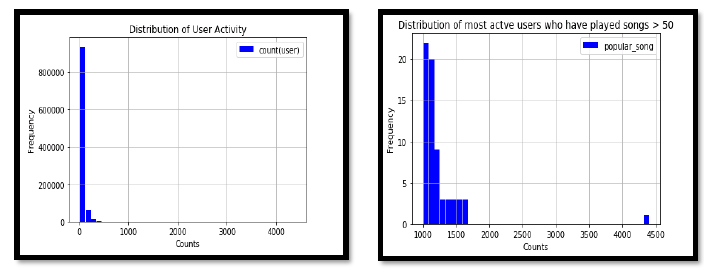 Distribution of User Activity
count(user)
Frequency
800000
600000
400000
200000
0
0 1000 2000 3000 4000
Counts
Distribution of most actve users who have played songs > 50
popular_song
Frequency
20
15
10
5
0
1000 1500 2000 2500 3000 3500 4000 4500
Counts